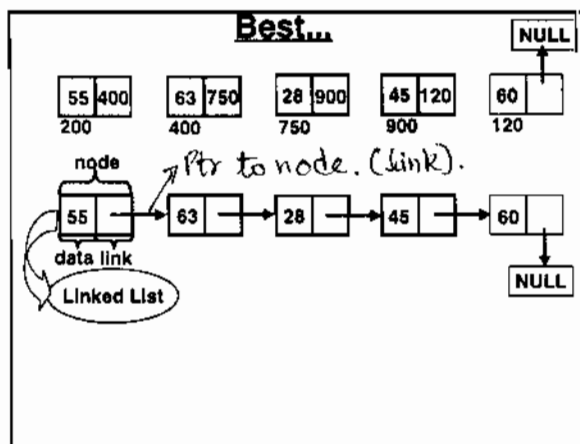 Best...
NULL
55 400 63 750 28 900 45 120 60
200 400 750 900 120
node Ptr to node. (Link).
55 63 28 45 60
data link
Linked List
NULL